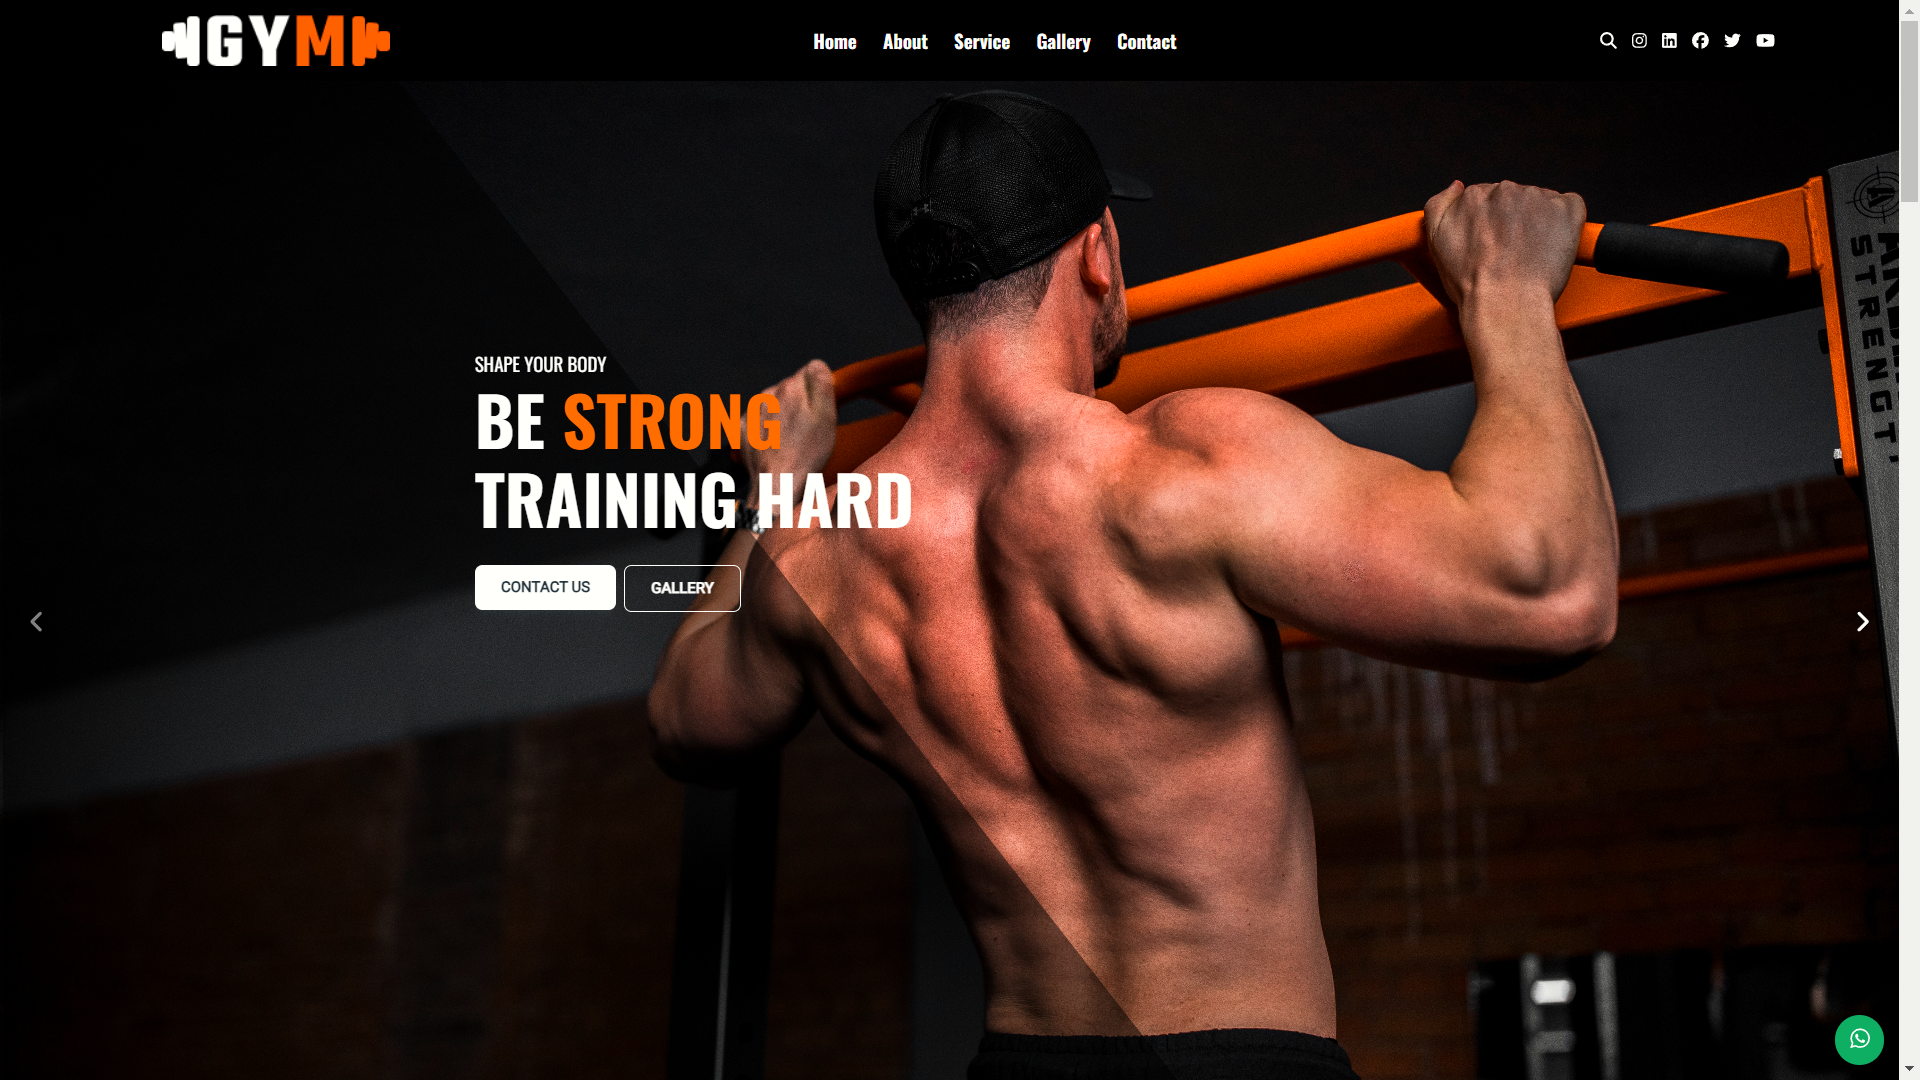 GYM
Home About Service Gallery Contact
SHAPE YOUR BODY
BE STRONG
TRAINING HARD
CONTACT US GALLERY
STRENGT